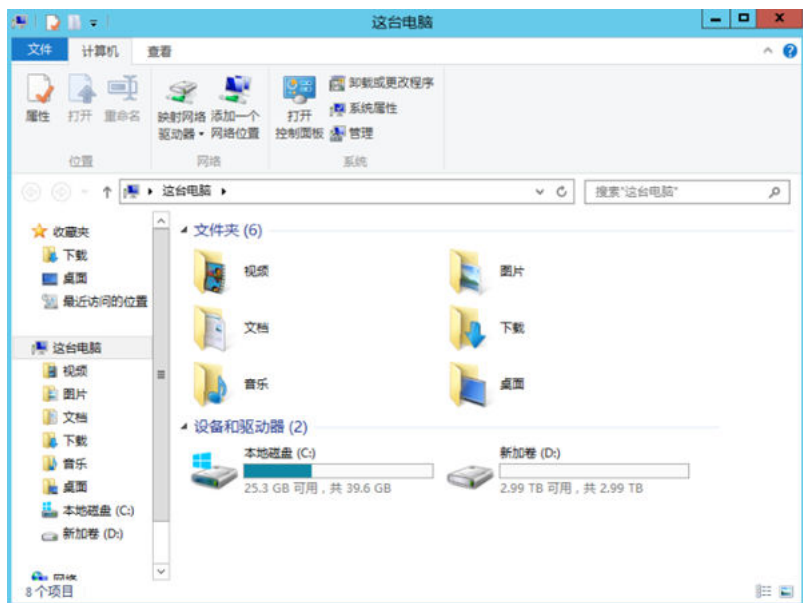 这台电脑
文件 计算机 查看
属性 打开 重命名 映射网络驱动器 添加一个网络位置 打开控制面板 卸载或更改程序
系统属性
管理
位置 网络 系统
这台电脑 搜索"这台电脑"
收藏夹
下载
桌面
最近访问的位置
这台电脑
视频
图片
文档
下载
音乐
桌面
本地磁盘 (C:)
新加卷 (D:)
网络
文件夹 (6)
视频 图片
文档 下载
音乐 桌面
设备和驱动器 (2)
本地磁盘 (C:) 新加卷 (D:)
25.3 GB 可用，共 39.6 GB 2.99 TB 可用，共 2.99 TB
8 个项目